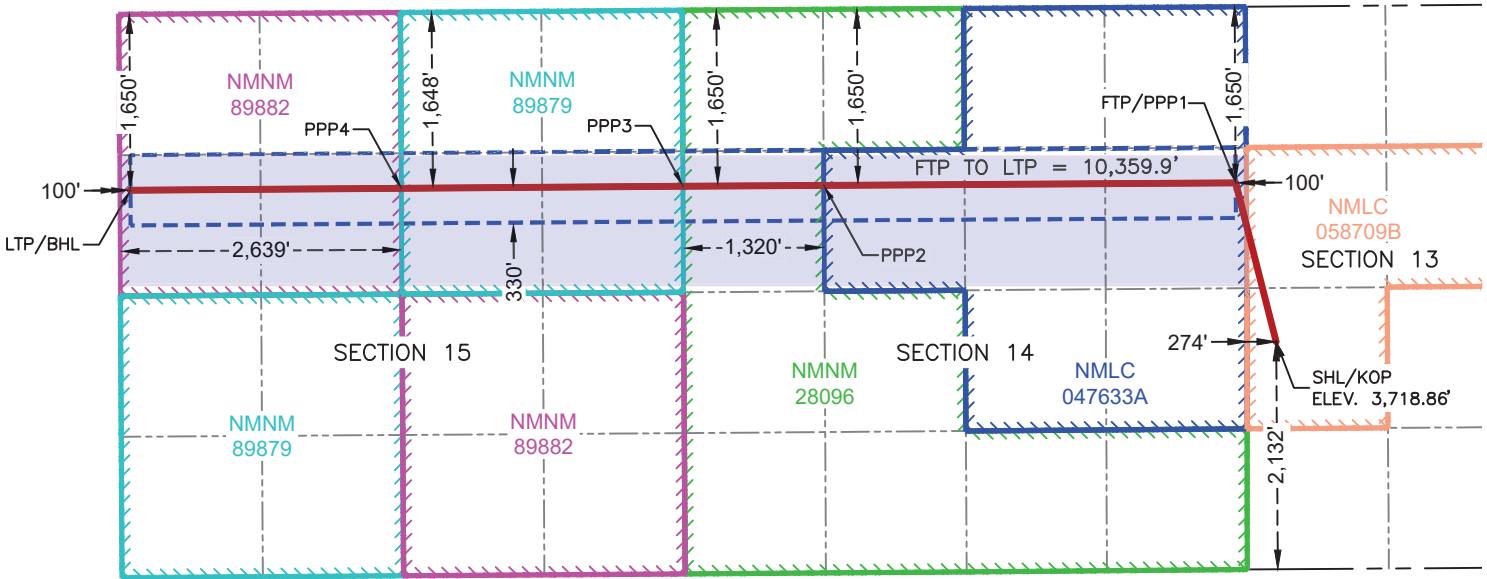 1,650'
NMNM
89882
1,648'
NMNM
89879
1,650'
1,650'
1,650'
FTP/PPP1
PPP4
PPP3
FTP TO LTP = 10,359.9'
100'
100'
LTP/BHL
2,639'
330'
1,320'
PPP2
NMLC
058709B
SECTION 13
SECTION 15
SECTION 14
274'
NMNM
28096
NMLC
047633A
SHL/KOP
ELEV. 3,718.86'
NMNM
89879
NMNM
89882
2,132'